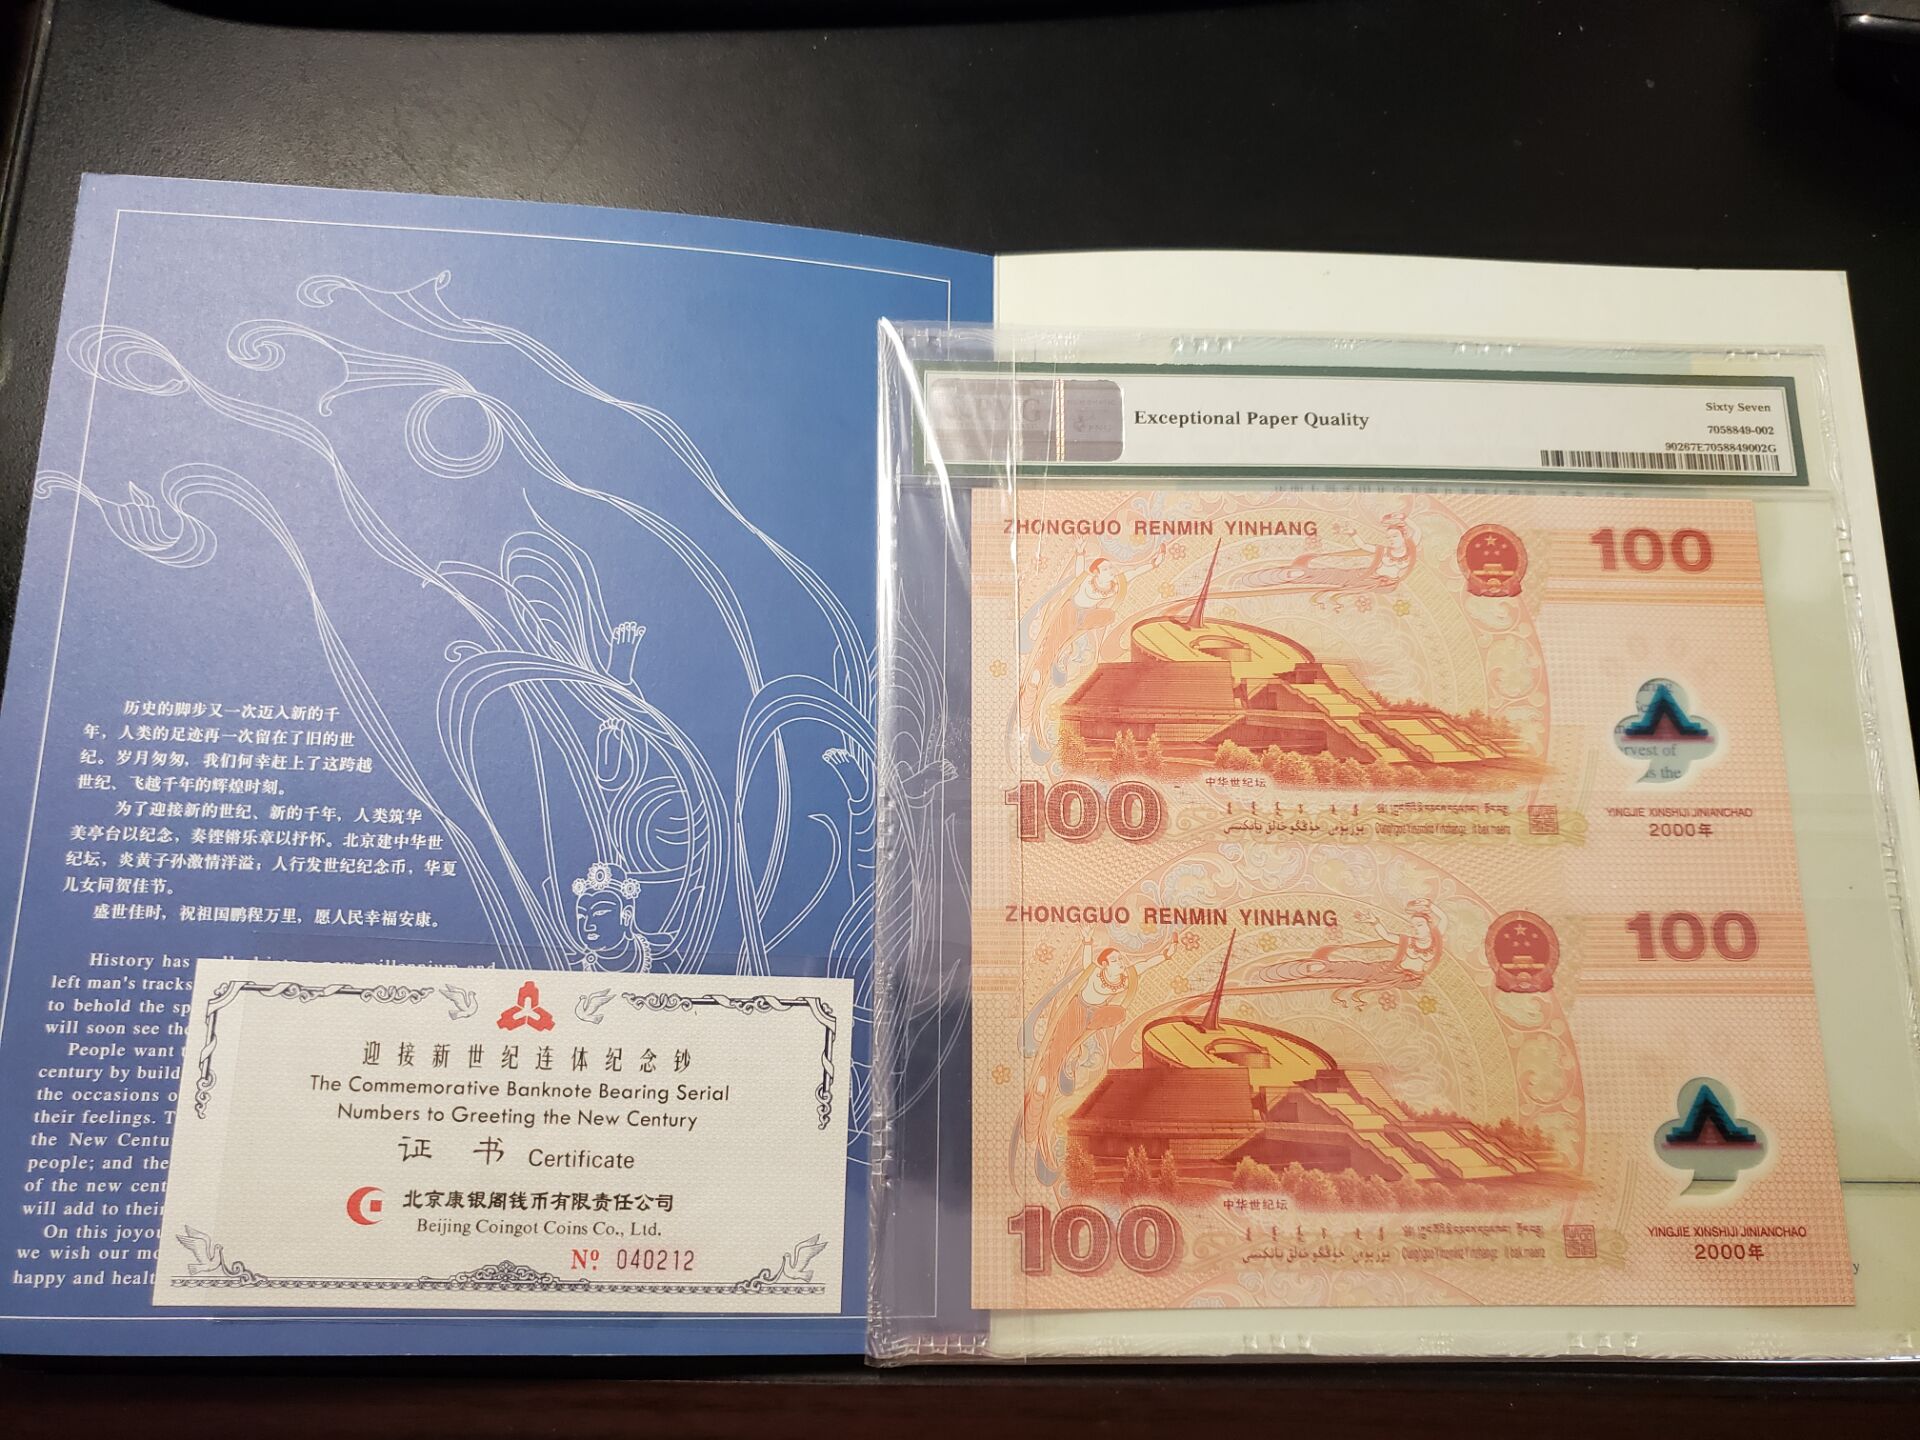 历史的脚步又一次迈入新的千
年，人类的足迹再一次留在了旧的世
纪。岁月匆匆，我们何幸赶上了这跨越
世纪、飞越千年的辉煌时刻。
为了迎接新的世纪、新的千年，人类筑华
美亭台以纪念，奏铿锵乐章以抒怀。北京建中华世
纪坛，炎黄子孙激情洋溢；人行发世纪纪念币，华夏
儿女同贺佳节。
盛世佳时，祝祖国鹏程万里，愿人民幸福安康。
History has
left man's tracks
to behold the sp
will soon see the
People want
century by build
the occasions o
their feelings. T
the New Centu
people; and the
of the new cent
will add to their
On this joyou
we wish our mo
happy and healt
迎接新世纪连体纪念钞
The Commemorative Banknote Bearing Serial
Numbers to Greeting the New Century
证 书 Certificate
北京康银阁钱币有限责任公司
Beijing Coingot Coins Co., Ltd.
Nº 040212
PMG
Exceptional Paper Quality
Sixty Seven
7058849-002
90267E7058849002G
ZHONGGUO RENMIN YINHANG
100
中华世纪坛
100
YINGJIE XINSHIJI JINIANCHAO
2000年
rvest of
is the
ZHONGGUO RENMIN YINHANG
100
中华世纪坛
100
YINGJIE XINSHIJI JINIANCHAO
2000年